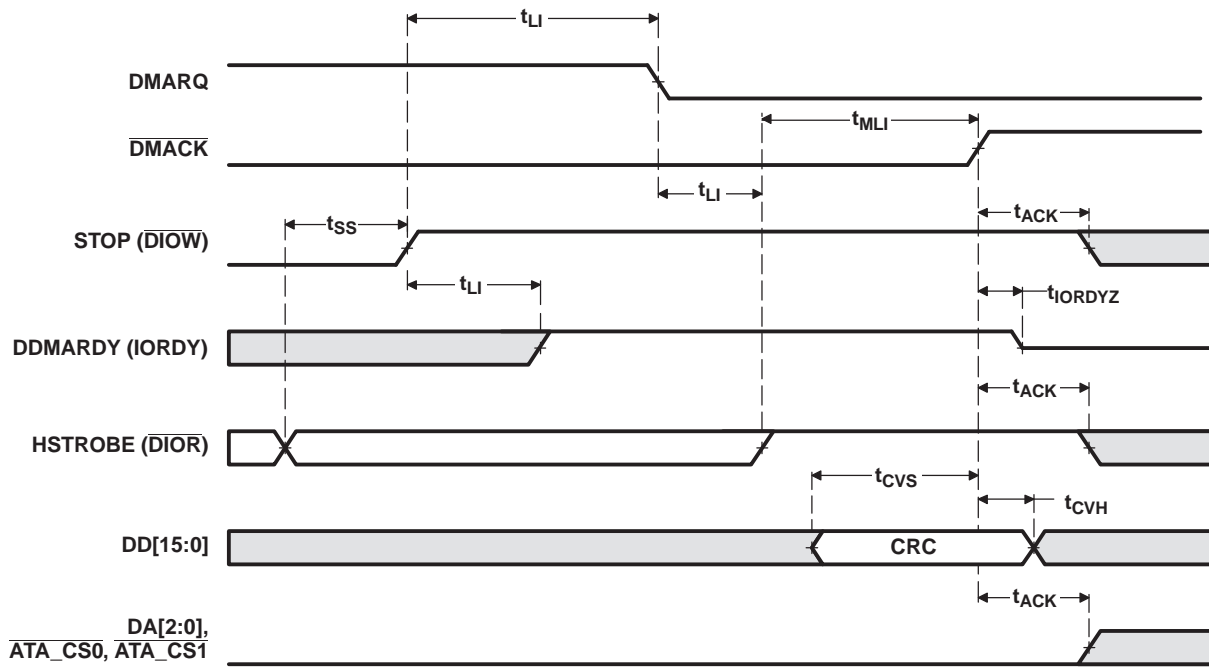 tLI
DMARQ
tMLI
DMACK
tLI
tSS
tACK
STOP (DIOW)
tLI
tIORDYZ
DDMARDY (IORDY)
tACK
HSTROBE (DIOR)
tCVS
tCVH
DD[15:0]
CRC
tACK
DA[2:0],
ATA_CS0, ATA_CS1